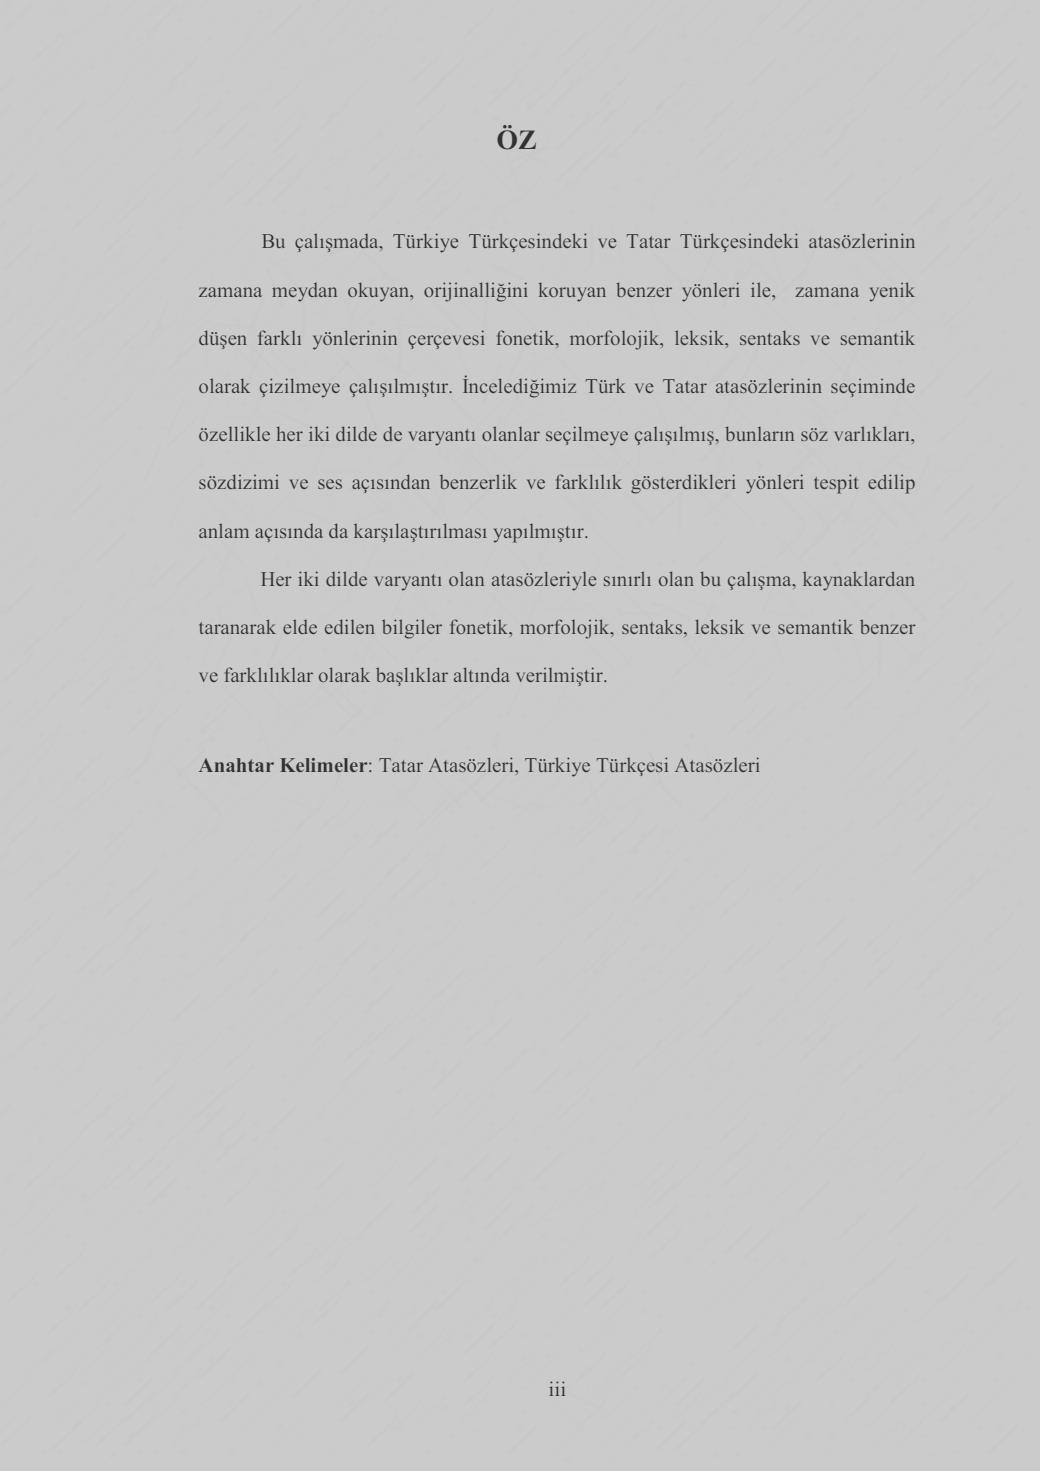 ÖZ
Bu çalışmada, Türkiye Türkçesindeki ve Tatar Türkçesindeki atasözlerinin
zamana meydan okuyan, orijinalliğini koruyan benzer yönleri ile, zamana yenik
düşen farklı yönlerinin çerçevesi fonetik, morfolojik, leksik, sentaks ve semantik
olarak çizilmeye çalışılmıştır. İncelediğimiz Türk ve Tatar atasözlerinin seçiminde
özellikle her iki dilde de varyantı olanlar seçilmeye çalışılmış, bunların söz varlıkları,
sözdizimi ve ses açısından benzerlik ve farklılık gösterdikleri yönleri tespit edilip
anlam açısında da karşılaştırılması yapılmıştır.
Her iki dilde varyantı olan atasözleriyle sınırlı olan bu çalışma, kaynaklardan
taranarak elde edilen bilgiler fonetik, morfolojik, sentaks, leksik ve semantik benzer
ve farklılıklar olarak başlıklar altında verilmiştir.
Anahtar Kelimeler: Tatar Atasözleri, Türkiye Türkçesi Atasözleri
iii